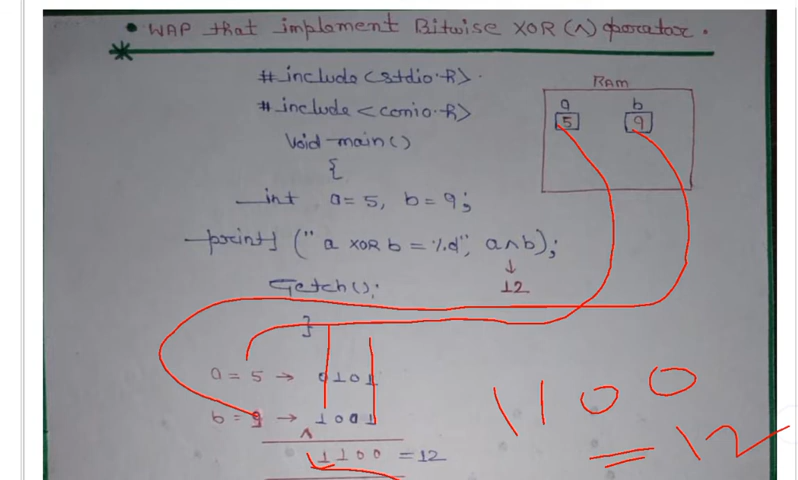 • WAP that implement Bitwise XOR (^) operator.
# include <stdio.h>.
RAM
# include <conio.h>
a b
5 9
Void main()
{
int a=5, b=9;
printf ("a XOR b = %d", a^b);
↓
12
Getch();
}
a = 5 → 0101
b = 9 → 1001
^
1100 = 12
1100
= 12